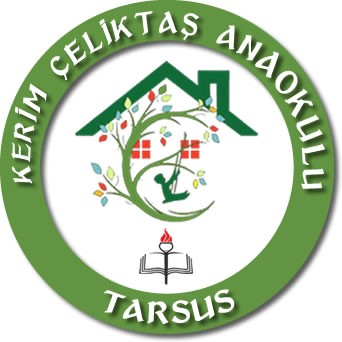 KERİM ÇELİKTAŞ ANAOKULU
TARSUS